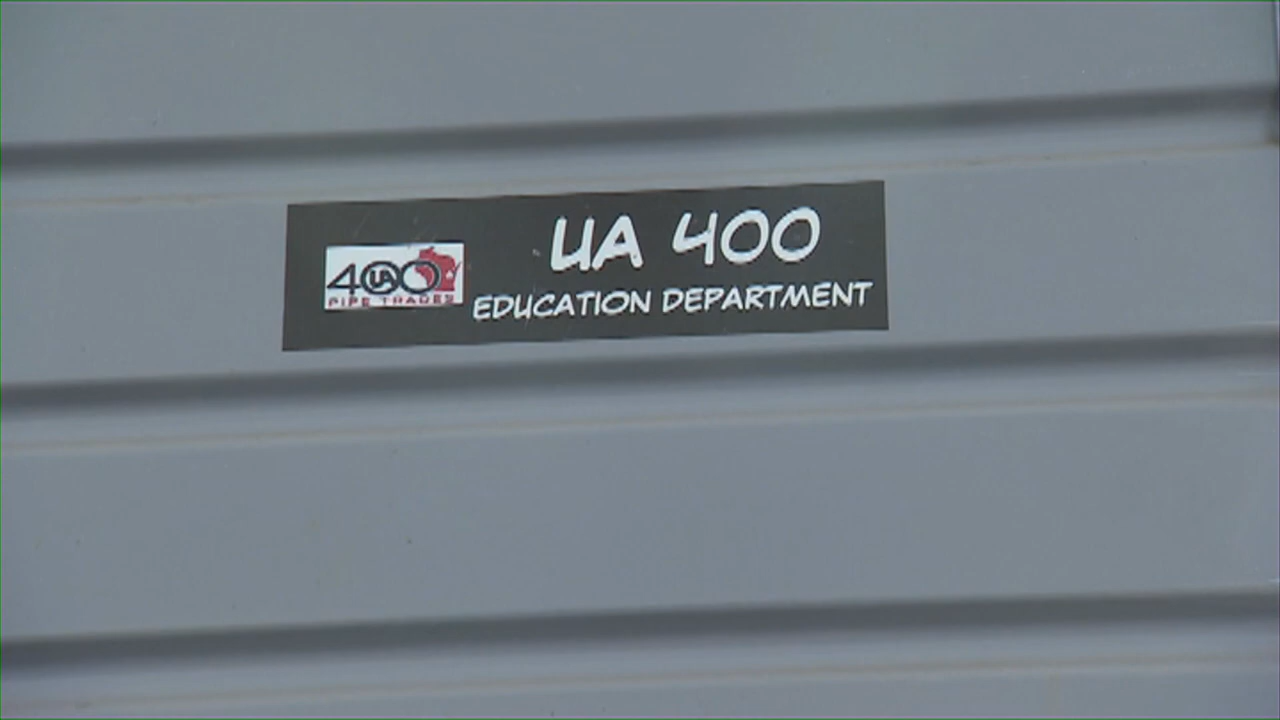 UA 400
400
UA
PIPE TRADES
EDUCATION DEPARTMENT